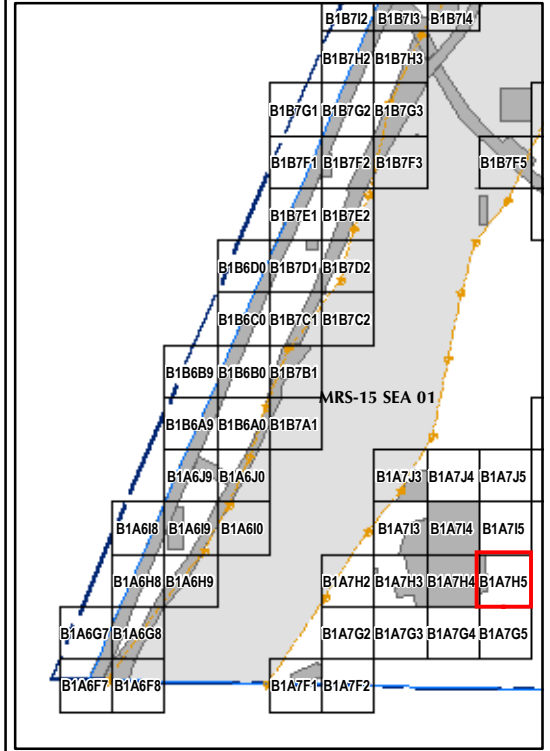 B1B7I2 B1B7I3 B1B7I4
B1B7H2 B1B7H3
B1B7G1 B1B7G2 B1B7G3
B1B7F1 B1B7F2 B1B7F3 B1B7F5
B1B7E1 B1B7E2
B1B6D0 B1B7D1 B1B7D2
B1B6C0 B1B7C1 B1B7C2
B1B6B9 B1B6B0 B1B7B1
MRS-15 SEA 01
B1B6A9 B1B6A0 B1B7A1
B1A6J9 B1A6J0 B1A7J3 B1A7J4 B1A7J5
B1A6I8 B1A6I9 B1A6I0 B1A7I3 B1A7I4 B1A7I5
B1A6H8 B1A6H9 B1A7H2 B1A7H3 B1A7H4 B1A7H5
B1A6G7 B1A6G8 B1A7G2 B1A7G3 B1A7G4 B1A7G5
B1A6F7 B1A6F8 B1A7F1 B1A7F2